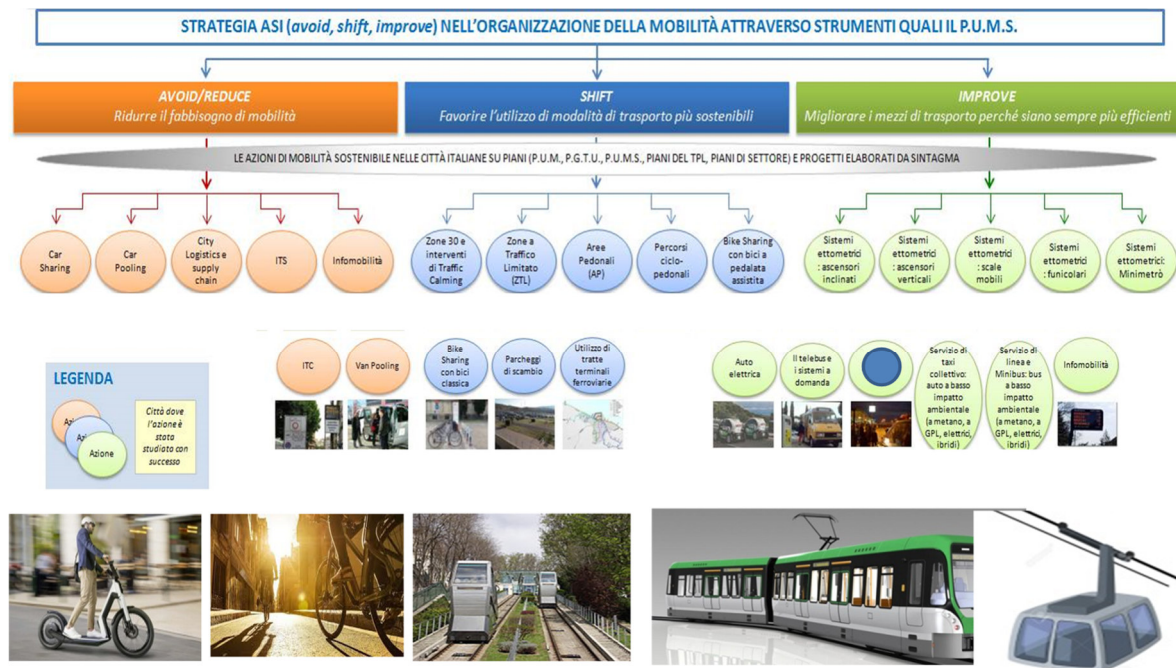 STRATEGIA ASI (avoid, shift, improve) NELL'ORGANIZZAZIONE DELLA MOBILITÀ ATTRAVERSO STRUMENTI QUALI IL P.U.M.S.
AVOID/REDUCE
Ridurre il fabbisogno di mobilità
SHIFT
Favorire l'utilizzo di modalità di trasporto più sostenibili
IMPROVE
Migliorare i mezzi di trasporto perché siano sempre più efficienti
LE AZIONI DI MOBILITÀ SOSTENIBILE NELLE CITTÀ ITALIANE SU PIANI (P.U.M., P.G.T.U., P.U.M.S., PIANI DEL TPL, PIANI DI SETTORE) E PROGETTI ELABORATI DA SINTAGMA
Car
Sharing
Car
Pooling
City
Logistics e
supply
chain
ITS
Infomobilità
Zone 30 e
interventi
di Traffic
Calming
Zone a
Traffico
Limitato
(ZTL)
Aree
Pedonali
(AP)
Percorsi
ciclo-
pedonali
Bike Sharing
con bici a
pedalata
assistita
Sistemi
ettometrici
: ascensori
inclinati
Sistemi
ettometrici
: ascensori
verticali
Sistemi
ettometrici
: scale
mobili
Sistemi
ettometrici
: funicolari
Sistemi
ettometrici:
Minimetrò
ITC
Van Pooling
Bike
Sharing
con bici
classica
Parcheggi
di scambio
Utilizzo di
tratte
terminali
ferroviarie
Auto
elettrica
Il telebus e
i sistemi a
domanda
Servizio di
taxi
collettivo:
auto a basso
impatto
ambientale
(a metano, a
GPL, elettrici,
ibridi)
Servizio di
linea e
Minibus: bus
a basso
impatto
ambientale
(a metano, a
GPL, elettrici,
ibridi)
Infomobilità
LEGENDA
Azione
Città dove
l'azione è
stata
studiata con
successo